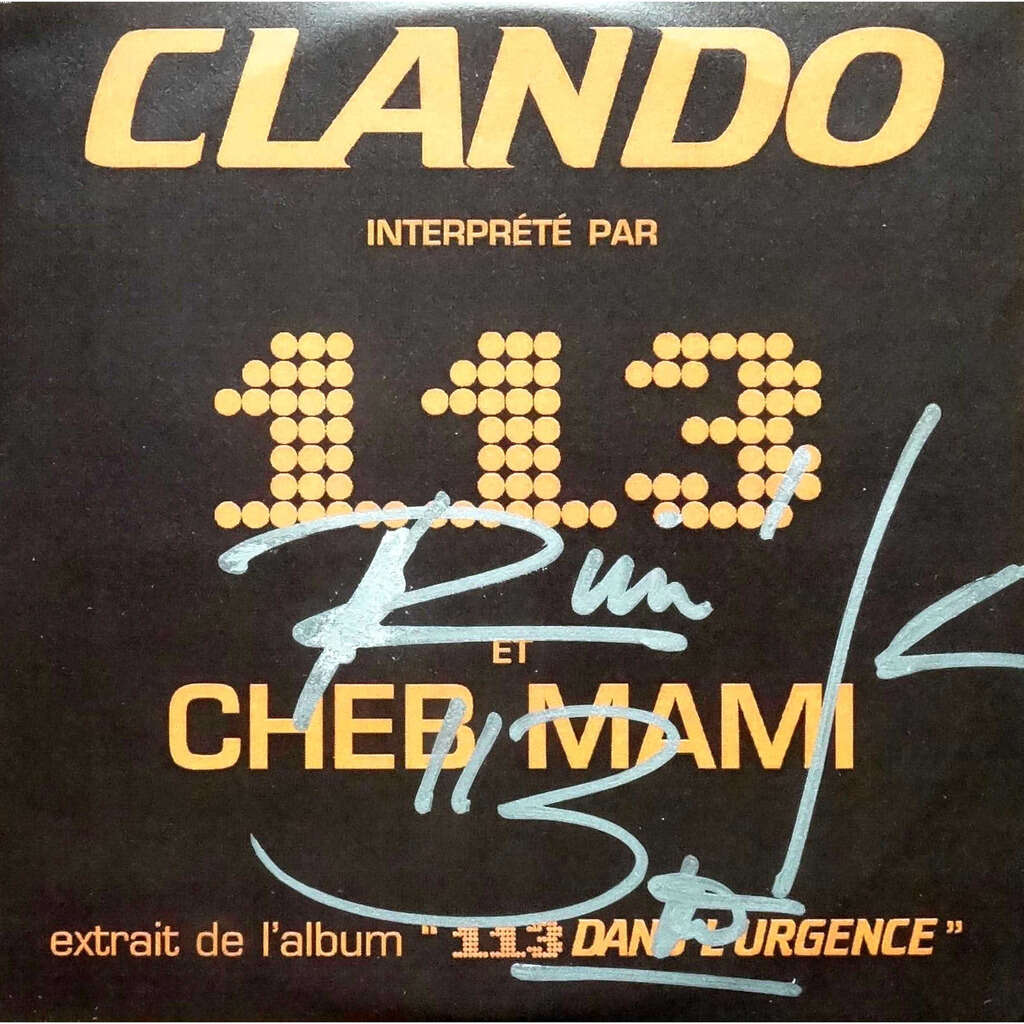 CLANDO
INTERPRÉTÉ PAR
113
ET
CHEB MAMI
extrait de l'album "113 DANS L'URGENCE"